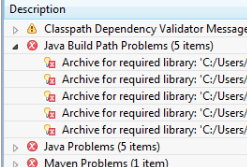 Description
Classpath Dependency Validator Message
Java Build Path Problems (5 items)
Archive for required library: 'C:/Users/
Archive for required library: 'C:/Users/
Archive for required library: 'C:/Users/
Archive for required library: 'C:/Users/
Archive for required library: 'C:/Users/
Java Problems (5 items)
Maven Problems (1 item)